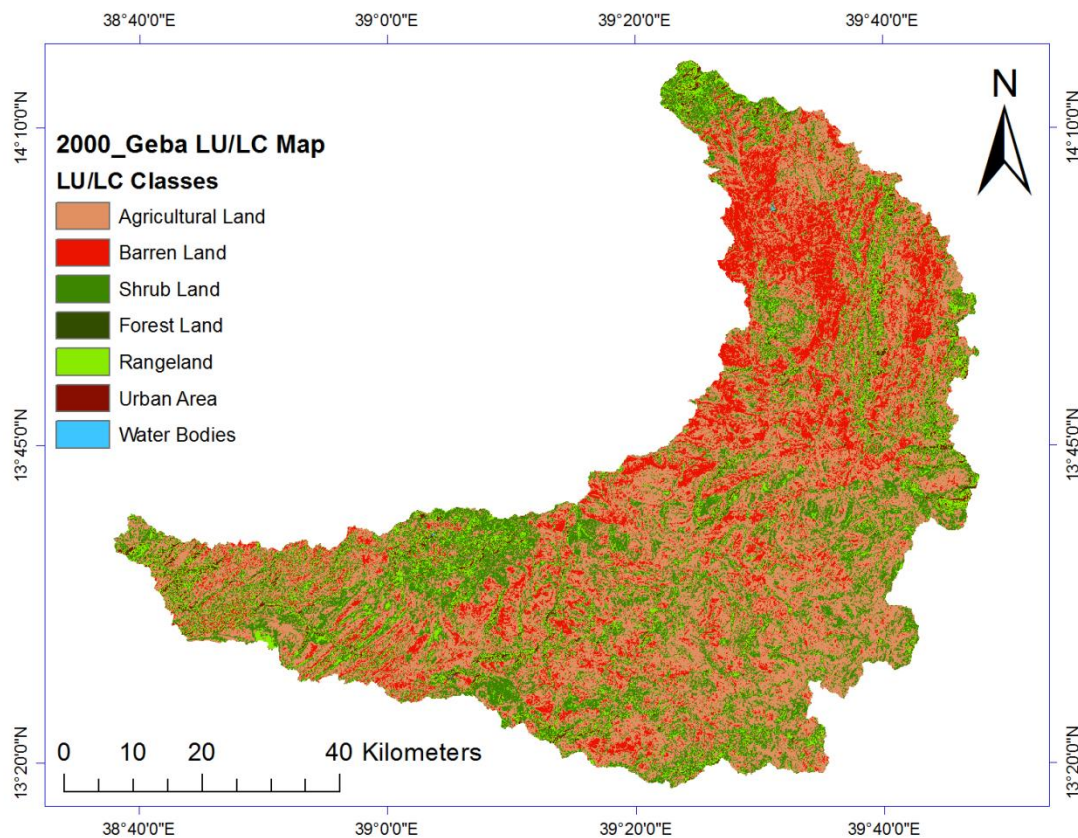 38°40'0"E 39°0'0"E 39°20'0"E 39°40'0"E
N
14°10'0"N 14°10'0"N
2000_Geba LU/LC Map
LU/LC Classes
Agricultural Land
Barren Land
Shrub Land
Forest Land
Rangeland
Urban Area
Water Bodies
13°45'0"N 13°45'0"N
0 10 20 40 Kilometers
13°20'0"N 13°20'0"N
38°40'0"E 39°0'0"E 39°20'0"E 39°40'0"E